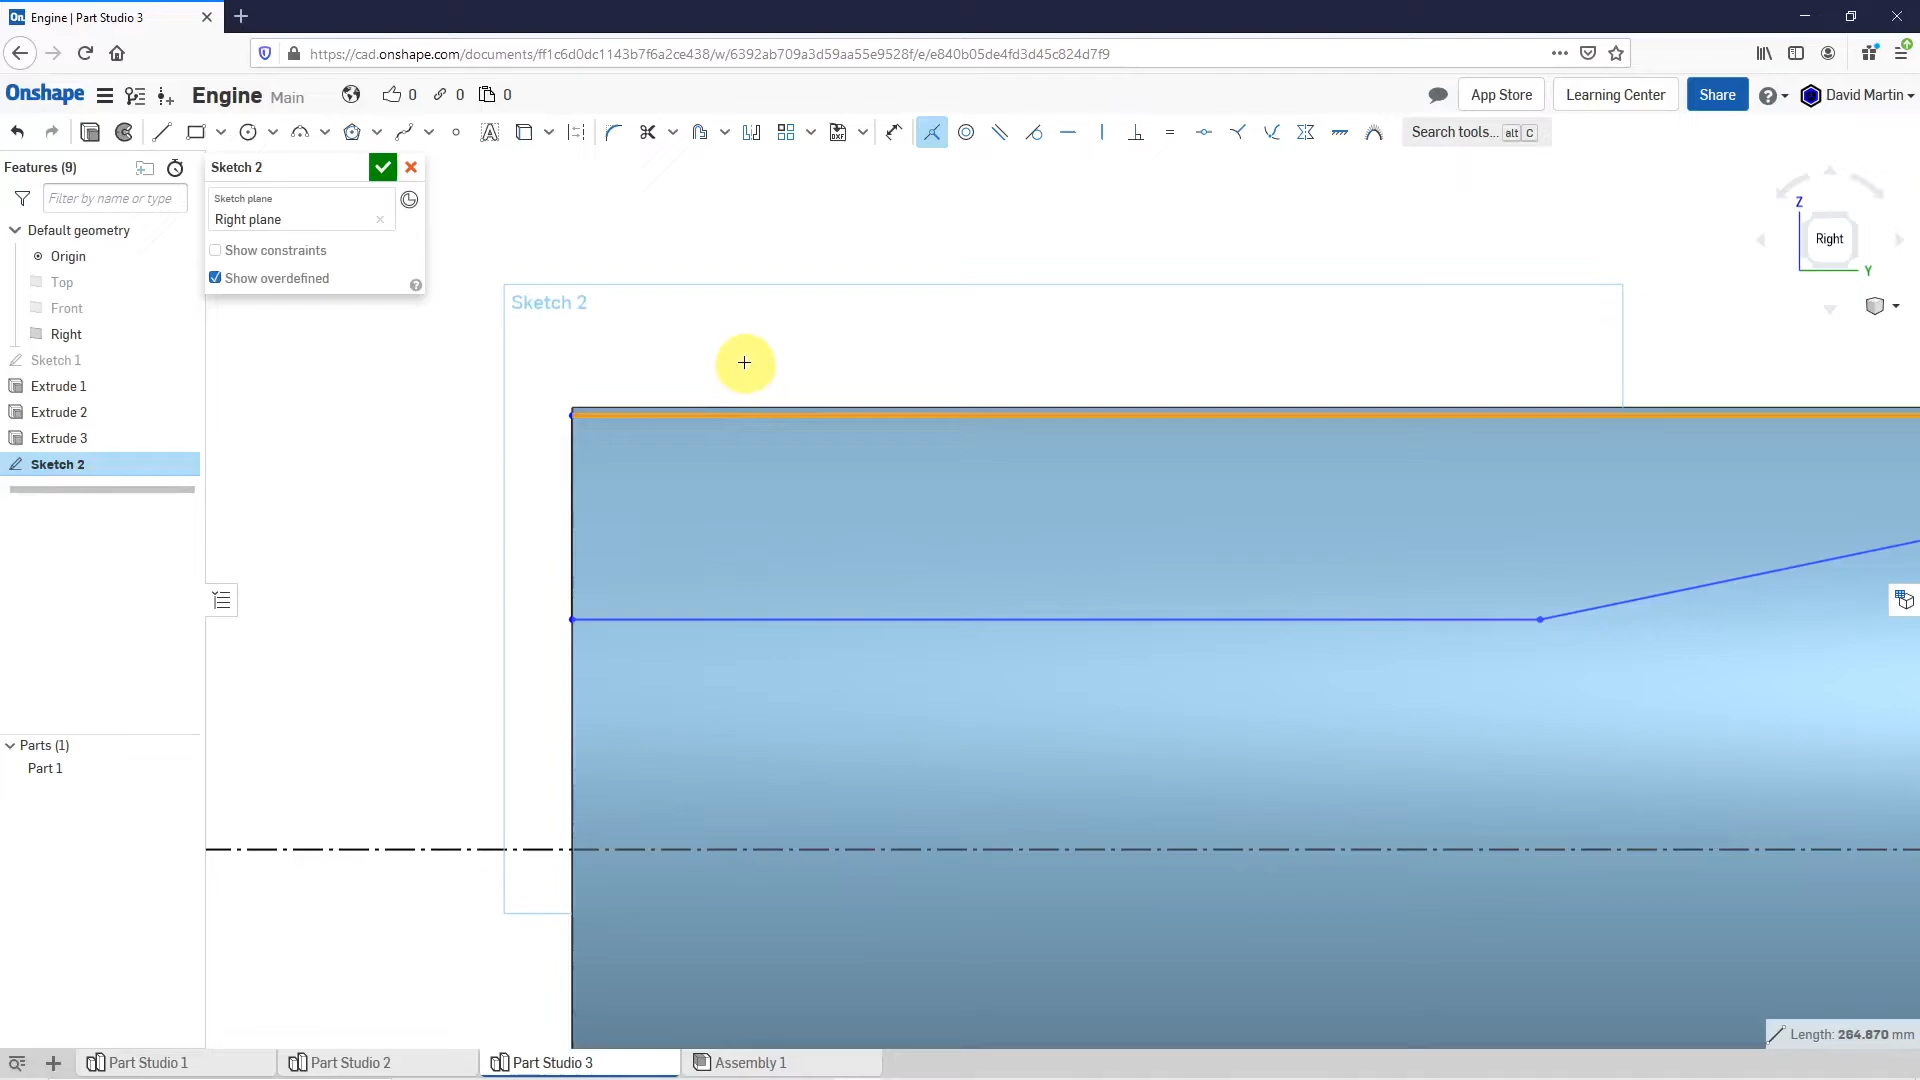 On. Engine | Part Studio 3
https://cad.onshape.com/documents/ff1c6d0dc1143b7f6a2ce438/w/6392ab709a3d59aa55e9528f/e/e840b05de4fd3d45c824d7f9
Onshape Engine Main 0 0 0 App Store Learning Center Share David Martin
Search tools... alt C
Features (9)
Filter by name or type
Default geometry
Origin
Top
Front
Right
Sketch 1
Extrude 1
Extrude 2
Extrude 3
Sketch 2
Parts (1)
Part 1
Sketch 2
Sketch plane
Right plane
Show constraints
Show overdefined
Sketch 2
Z
Right
Y
Length: 264.870 mm
Part Studio 1
Part Studio 2
Part Studio 3
Assembly 1